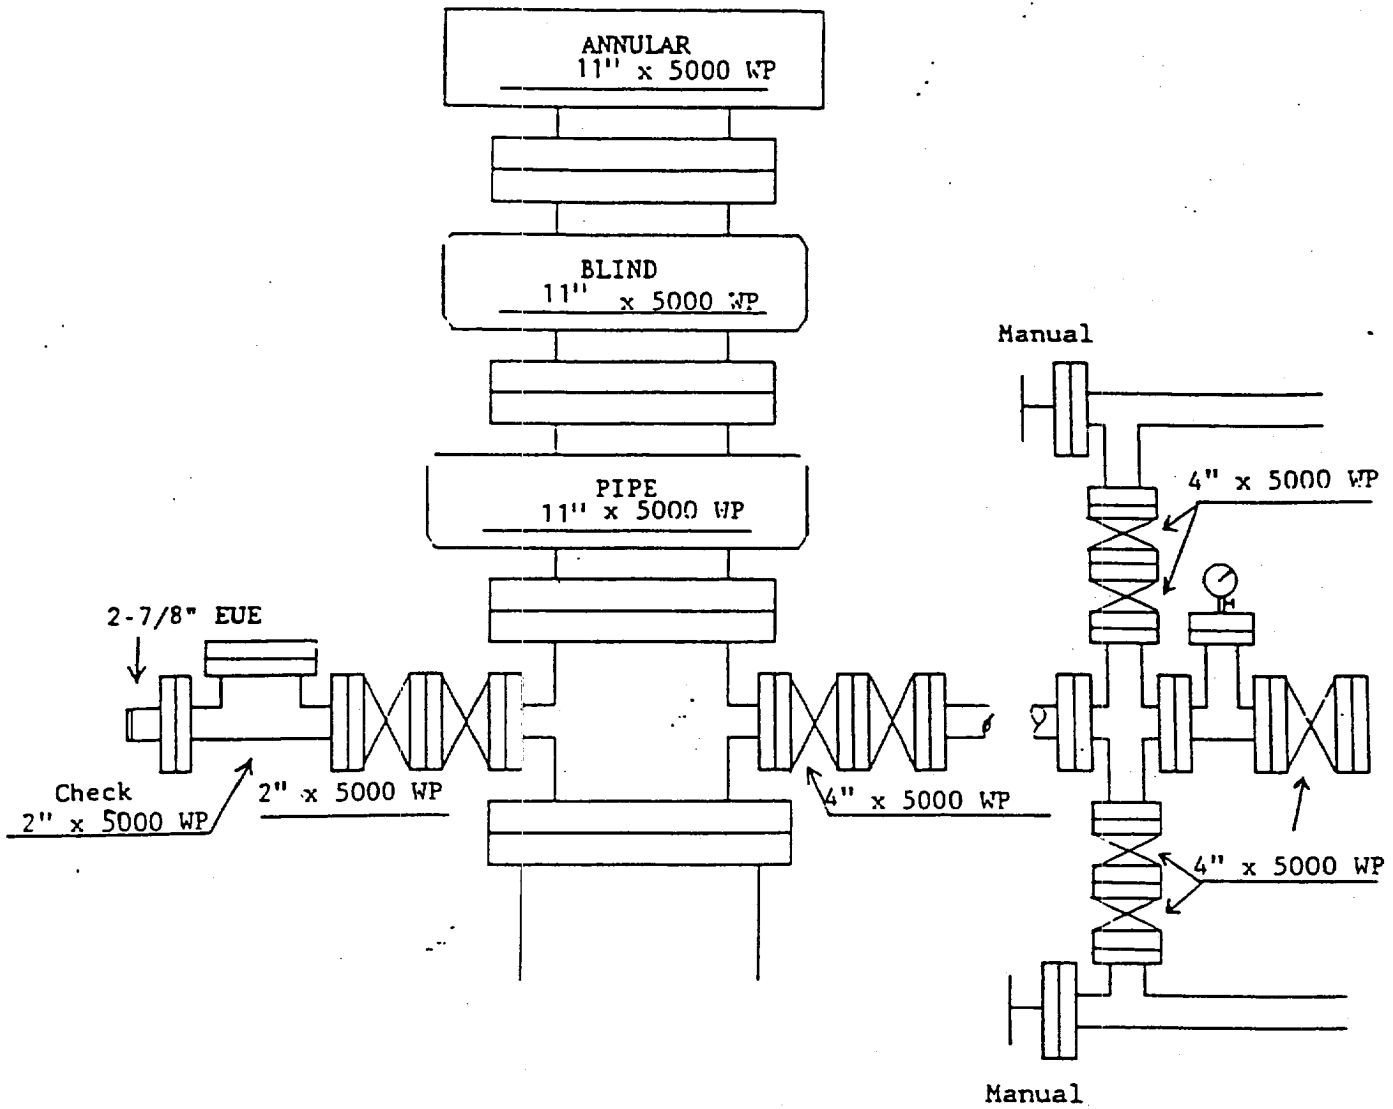 ANNULAR
11" x 5000 WP
BLIND
11" x 5000 WP
Manual
PIPE
11" x 5000 WP
4" x 5000 WP
2-7/8" EUE
Check
2" x 5000 WP
2" x 5000 WP
4" x 5000 WP
4" x 5000 WP
Manual